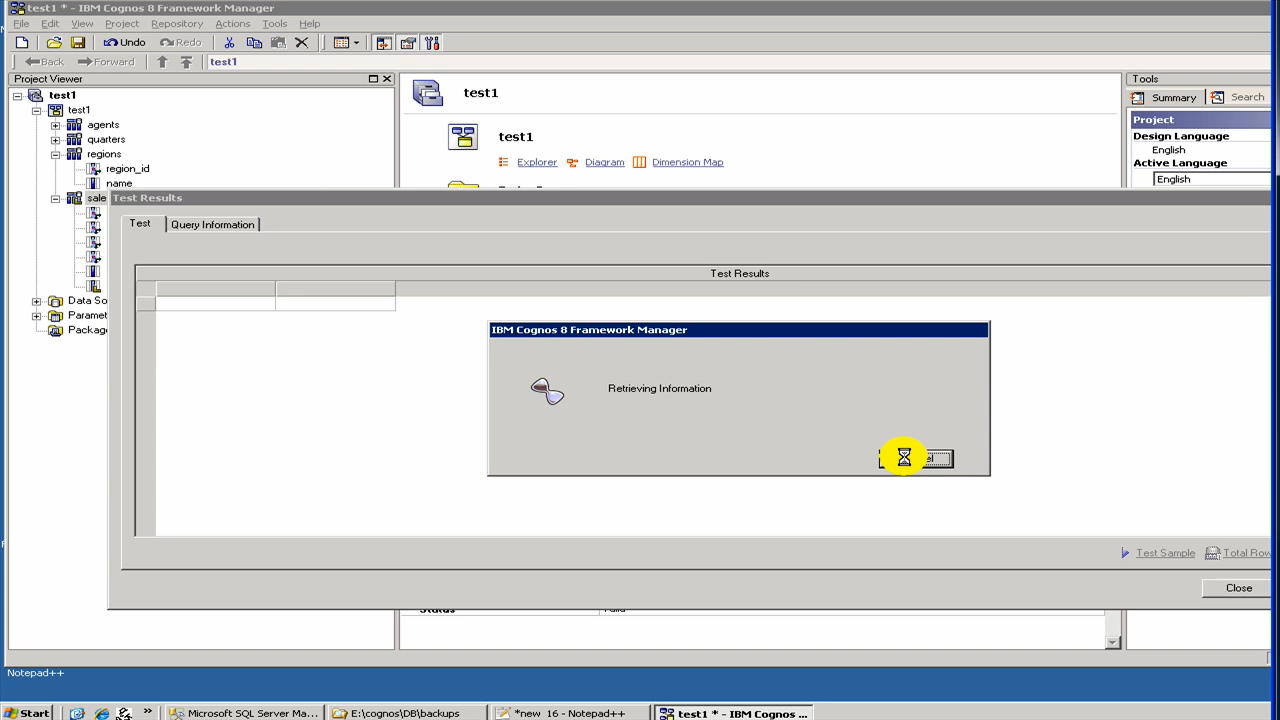 test1 * - IBM Cognos 8 Framework Manager
File Edit View Project Repository Actions Tools Help
Undo Redo
Back Forward test1
Project Viewer
test1
test1
agents
quarters
regions
region_id
name
sale
Data So
Paramet
Package
test1
test1
Explorer Diagram Dimension Map
Tools
Summary Search
Project
Design Language
English
Active Language
English
Test Results
Test Query Information
Test Results
IBM Cognos 8 Framework Manager
Retrieving Information
Test Sample Total Row
Close
Status
Notepad++
Start » Microsoft SQL Server Ma... E:\cognos\DB\backups *new 16 - Notepad++ test1 * - IBM Cognos ...